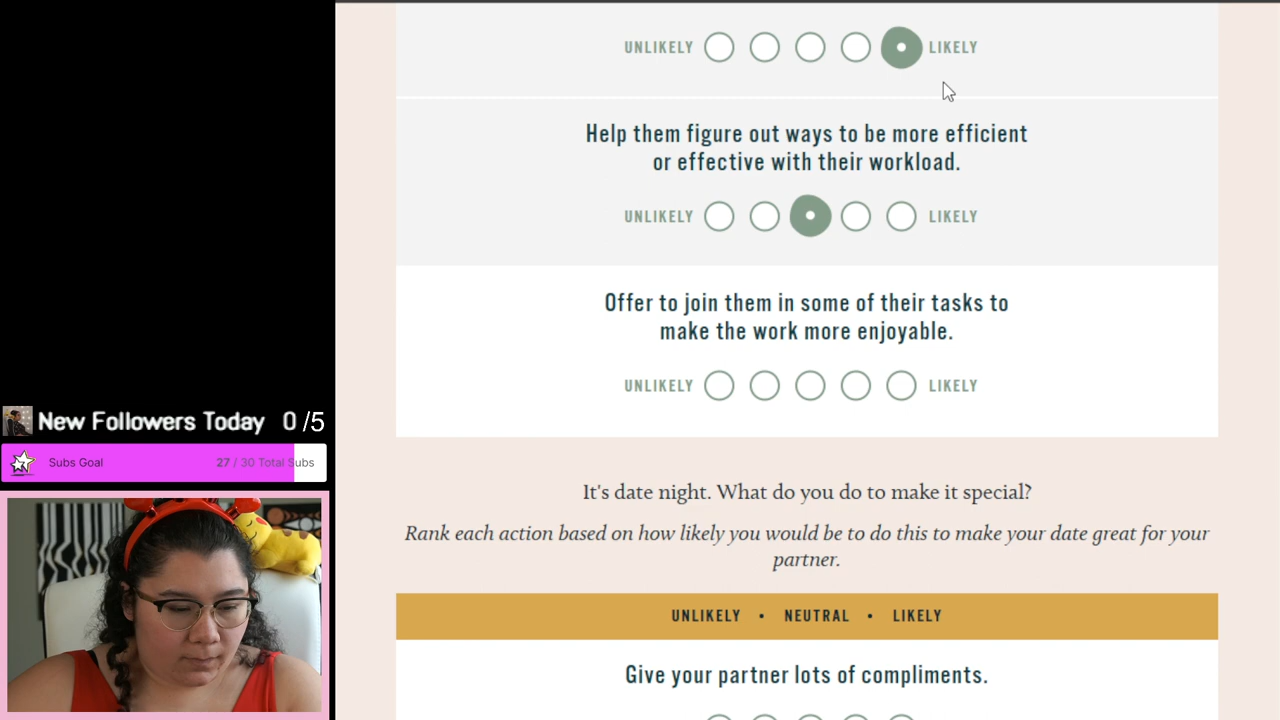 UNLIKELY LIKELY
Help them figure out ways to be more efficient
or effective with their workload.
UNLIKELY LIKELY
Offer to join them in some of their tasks to
make the work more enjoyable.
UNLIKELY LIKELY
New Followers Today 0 /5
Subs Goal 27 / 30 Total Subs
It's date night. What do you do to make it special?
Rank each action based on how likely you would be to do this to make your date great for your
partner.
UNLIKELY • NEUTRAL • LIKELY
Give your partner lots of compliments.